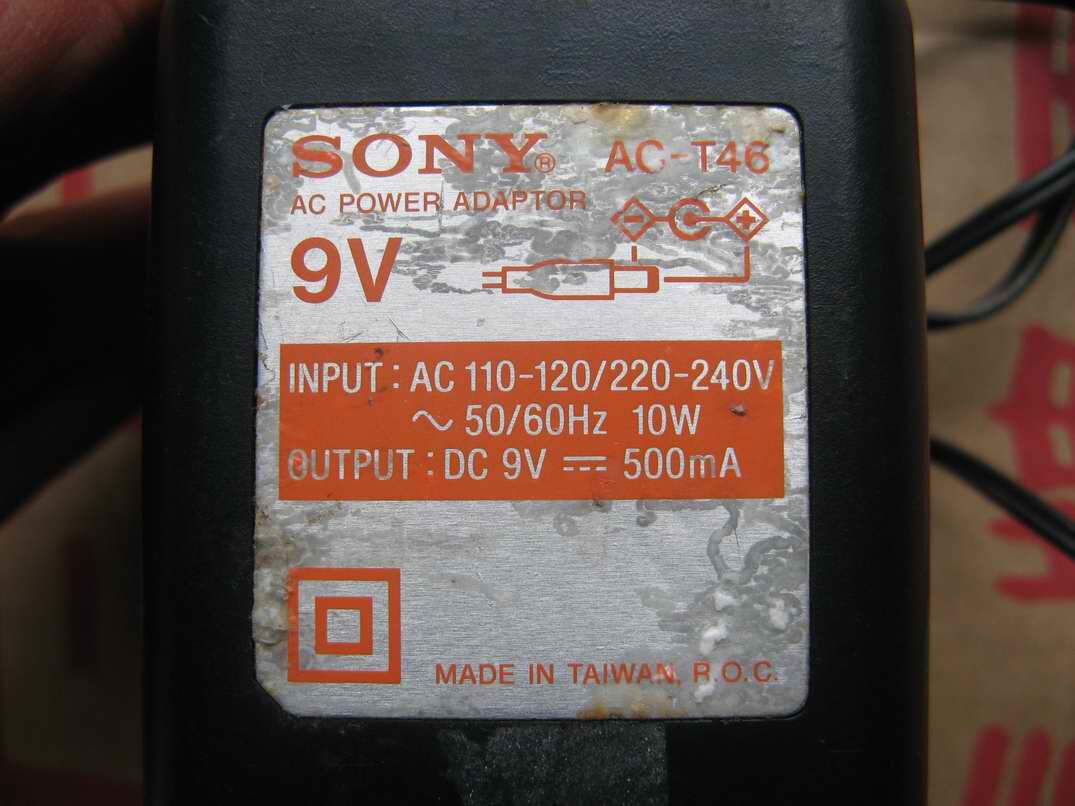 SONY® AC-T46
AC POWER ADAPTOR
9V
INPUT : AC 110-120/220-240V
~ 50/60Hz 10W
OUTPUT : DC 9V ⎓ 500mA
MADE IN TAIWAN, R.O.C.